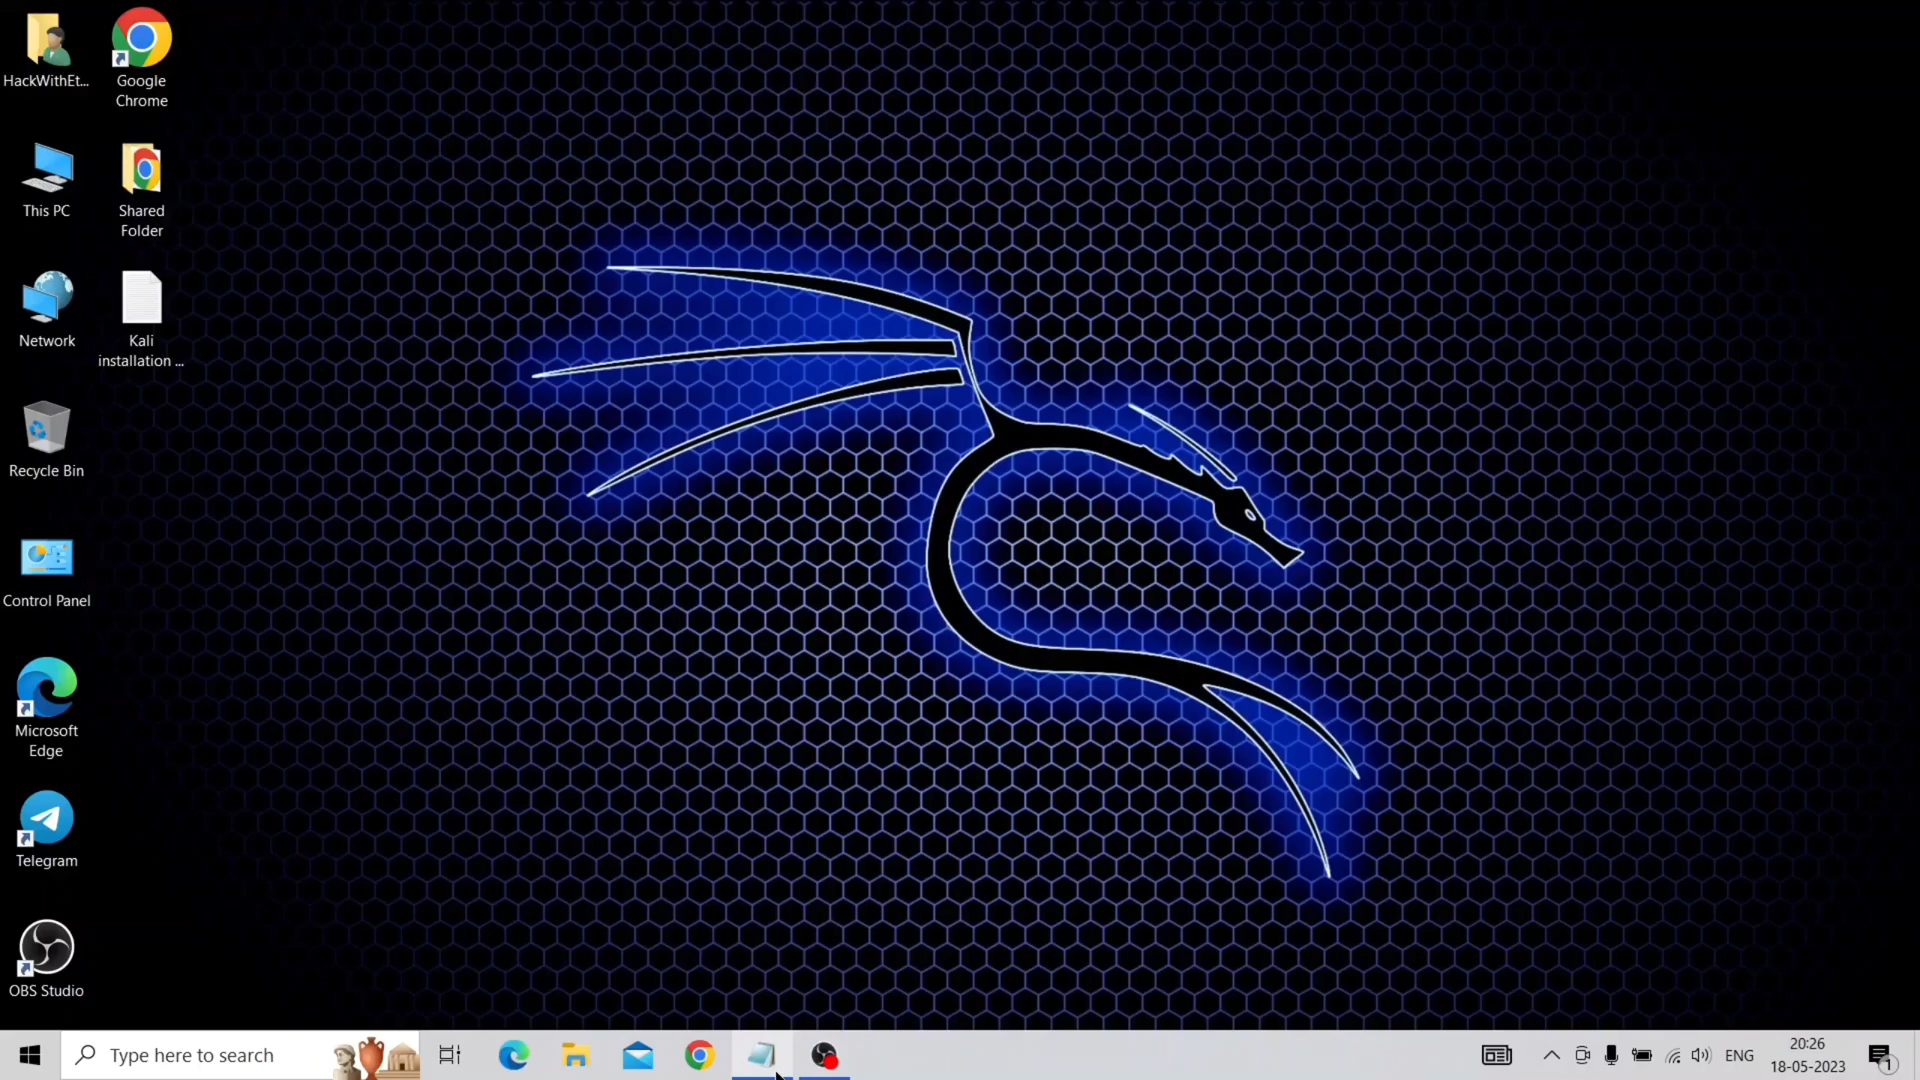 HackWithEt...
Google
Chrome
This PC
Shared
Folder
Network
Kali
installation ...
Recycle Bin
Control Panel
Microsoft
Edge
Telegram
OBS Studio
Type here to search
ENG
20:26
18-05-2023
1